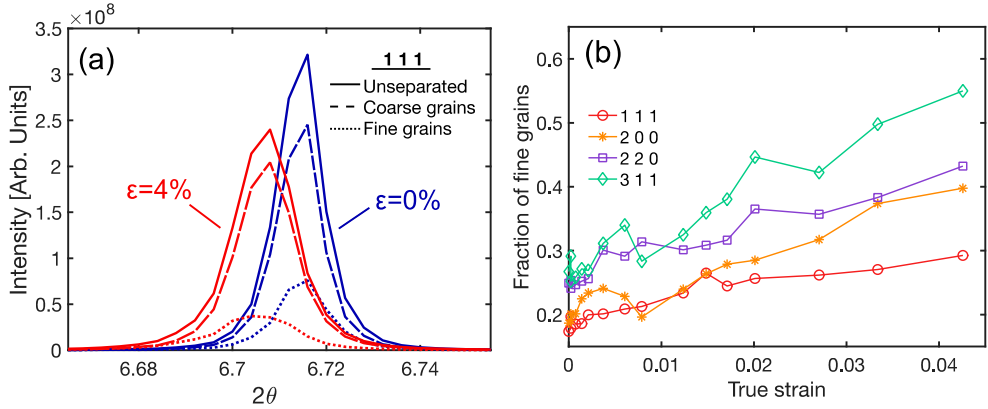 ×10⁸
3.5
(a)
1 1 1
Unseparated
Coarse grains
Fine grains
3
2.5
2
1.5
1
0.5
0
ε=4%
ε=0%
Intensity [Arb. Units]
6.68
6.7
6.72
6.74
2θ
(b)
0.6
0.5
0.4
0.3
0.2
1 1 1
2 0 0
2 2 0
3 1 1
Fraction of fine grains
0
0.01
0.02
0.03
0.04
True strain